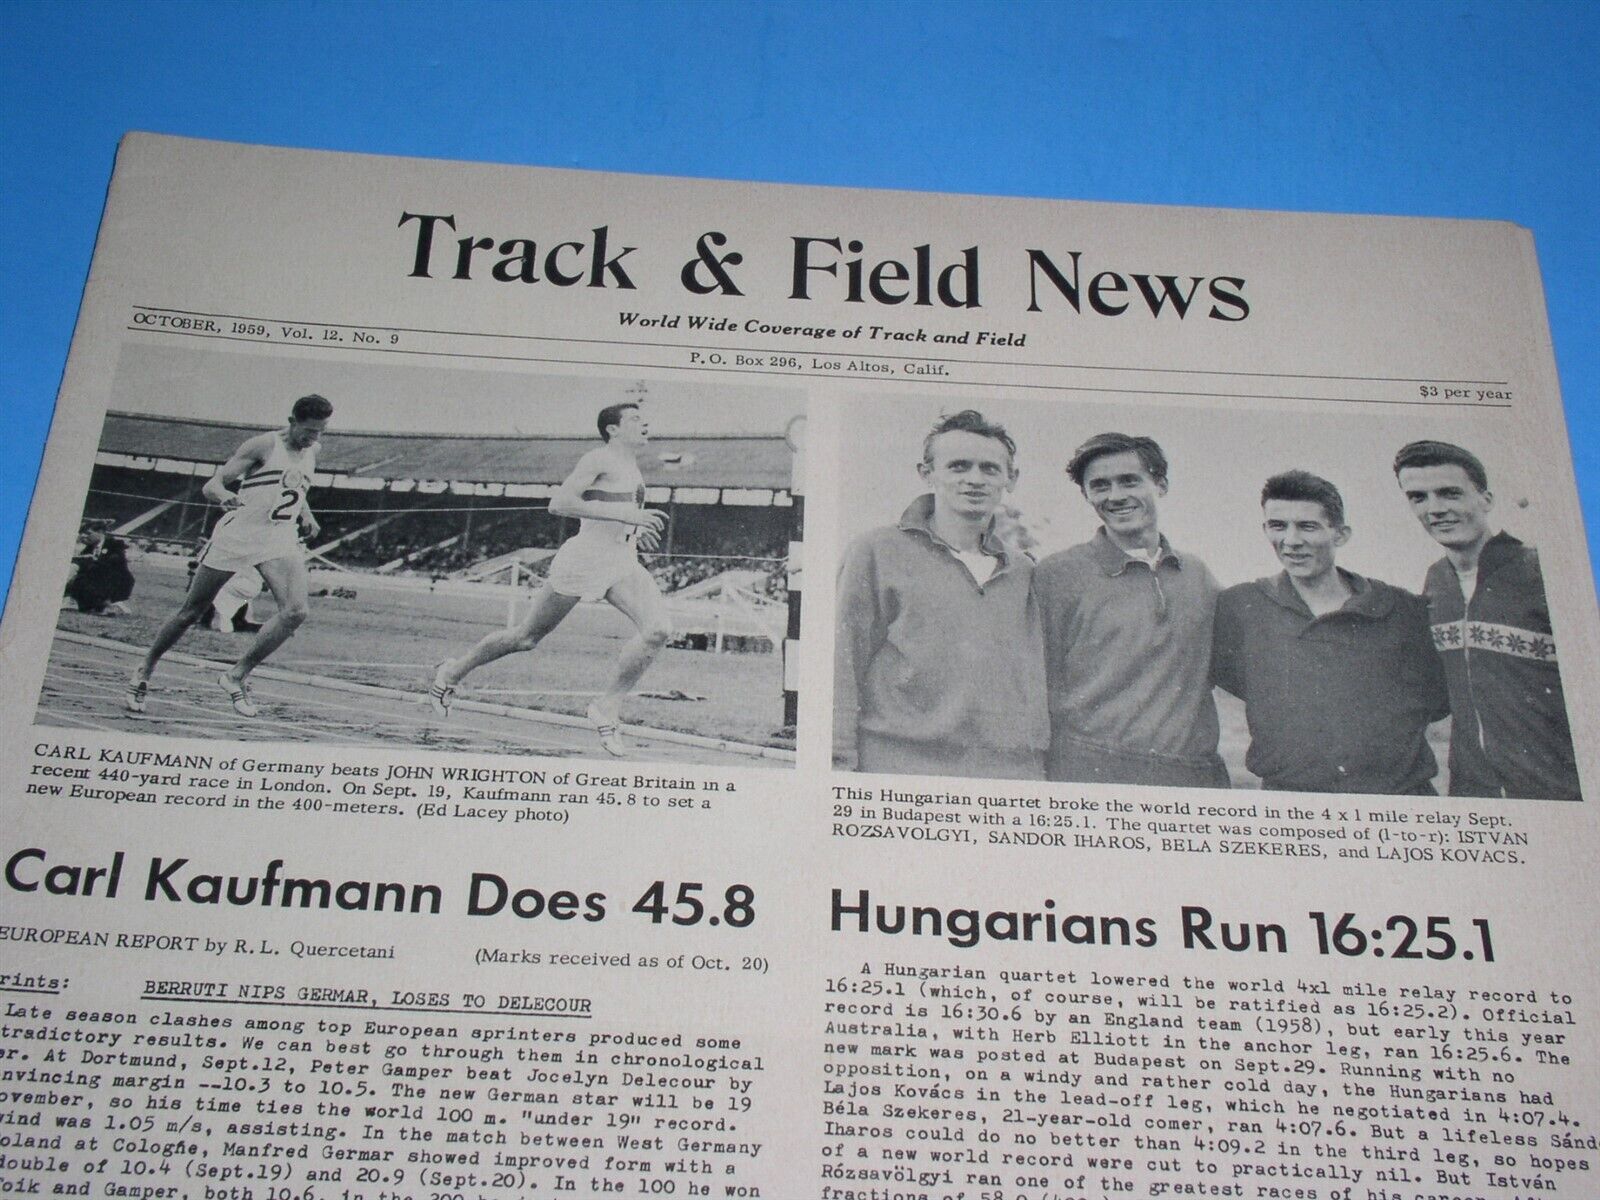 Track & Field News
World Wide Coverage of Track and Field
OCTOBER, 1959, Vol. 12. No. 9
P.O. Box 296, Los Altos, Calif.
$3 per year
2
CARL KAUFMANN of Germany beats JOHN WRIGHTON of Great Britain in a
recent 440-yard race in London. On Sept. 19, Kaufmann ran 45.8 to set a
new European record in the 400-meters. (Ed Lacey photo)
Carl Kaufmann Does 45.8
EUROPEAN REPORT by R.L. Quercetani (Marks received as of Oct. 20)
rints: BERRUTI NIPS GERMAR, LOSES TO DELECOUR
Late season clashes among top European sprinters produced some
tradictory results. We can best go through them in chronological
er. At Dortmund, Sept.12, Peter Gamper beat Jocelyn Delecour by
nvincing margin --10.3 to 10.5. The new German star will be 19
ovember, so his time ties the world 100 m. "under 19" record.
wind was 1.05 m/s, assisting. In the match between West Germany
oland at Cologne, Manfred Germar showed improved form with a
double of 10.4 (Sept.19) and 20.9 (Sept.20). In the 100 he won
Foik and Gamper, both 10.6, in the 200
This Hungarian quartet broke the world record in the 4 x 1 mile relay Sept.
29 in Budapest with a 16:25.1. The quartet was composed of (l-to-r): ISTVAN
ROZSAVOLGYI, SANDOR IHAROS, BELA SZEKERES, and LAJOS KOVACS.
Hungarians Run 16:25.1
A Hungarian quartet lowered the world 4x1 mile relay record to
16:25.1 (which, of course, will be ratified as 16:25.2). Official
record is 16:30.6 by an England team (1958), but early this year
Australia, with Herb Elliott in the anchor leg, ran 16:25.6. The
new mark was posted at Budapest on Sept.29. Running with no
opposition, on a windy and rather cold day, the Hungarians had
Lajos Kovács in the lead-off leg, which he negotiated in 4:07.4.
Béla Szekeres, 21-year-old comer, ran 4:07.6. But a lifeless Sánd
Iharos could do no better than 4:09.2 in the third leg, so hopes
of a new world record were cut to practically nil. But István
Rózsavölgyi ran one of the greatest races of his career
fractions of 58.0